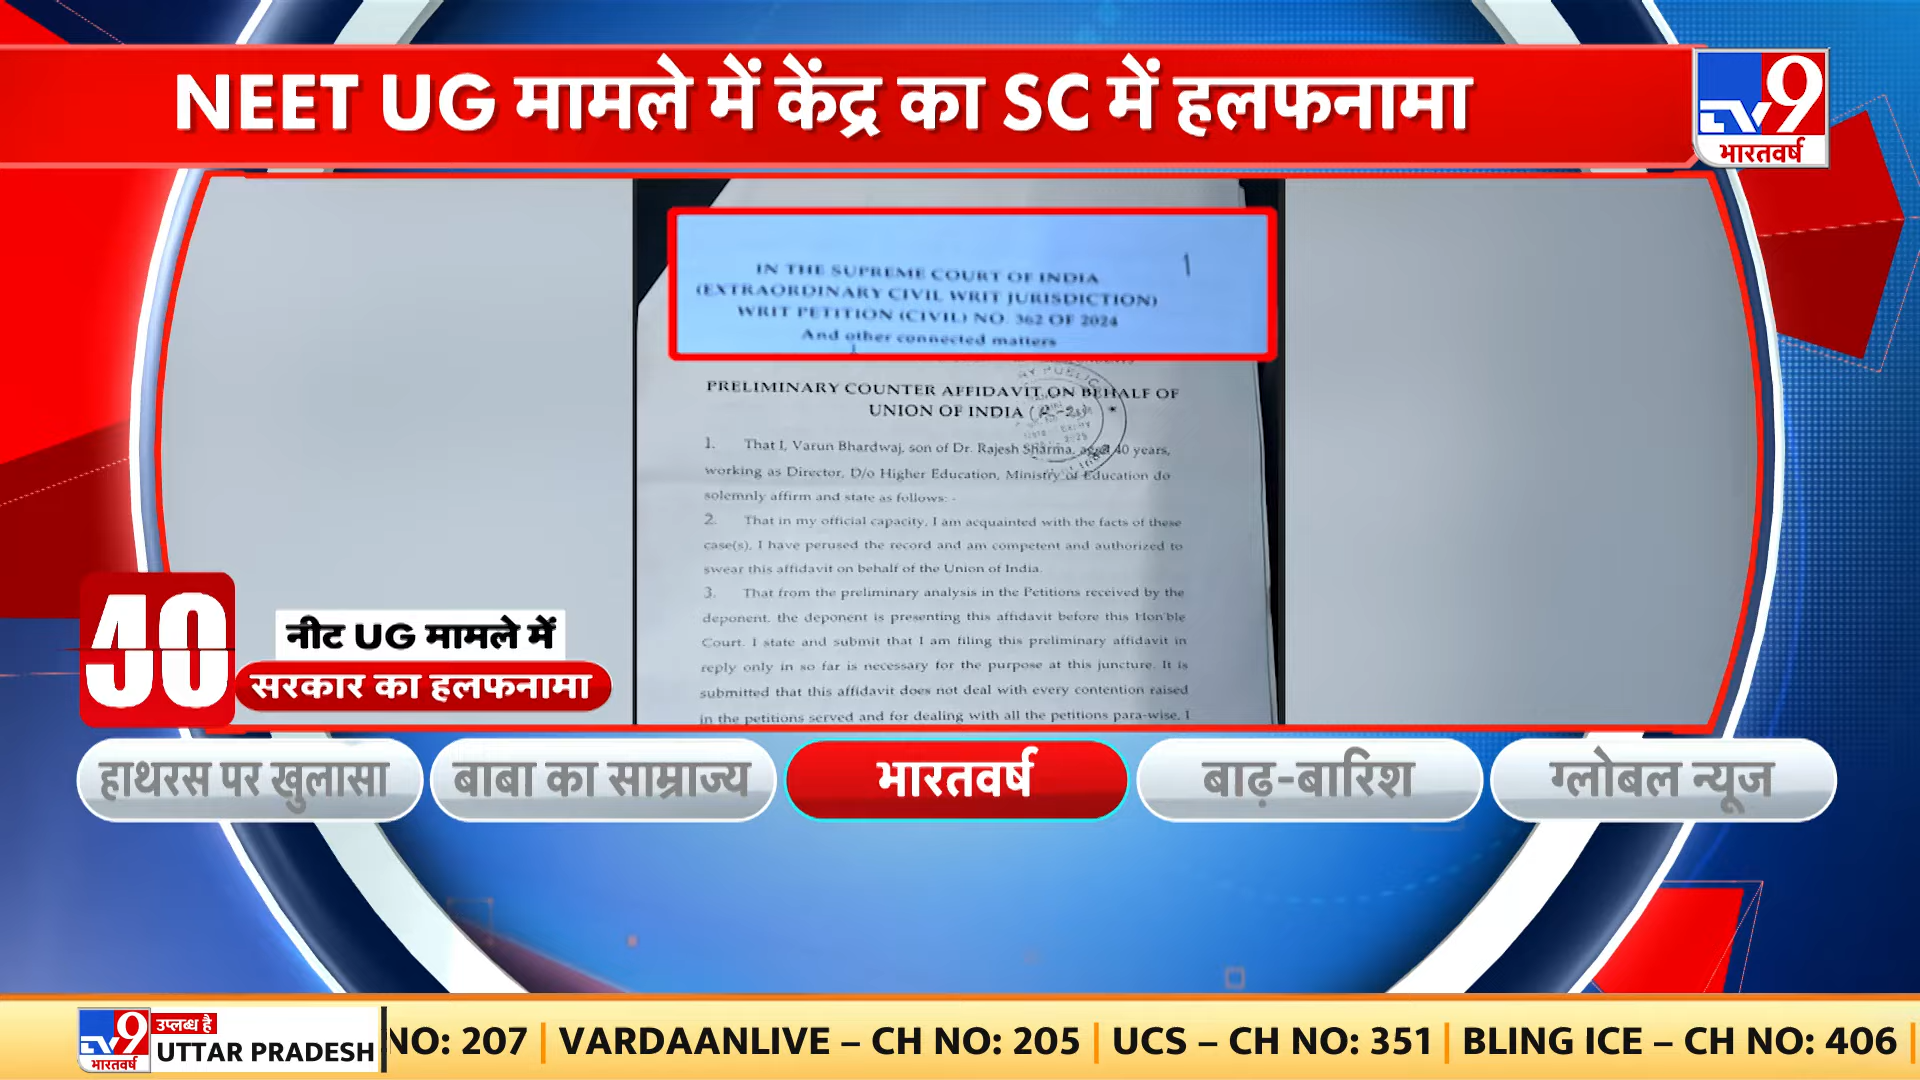 NEET UG मामले में केंद्र का SC में हलफनामा
TV9
भारतवर्ष
1
IN THE SUPREME COURT OF INDIA
(EXTRAORDINARY CIVIL WRIT JURISDICTION)
WRIT PETITION (CIVIL) NO. 362 OF 2024
And other connected matters
PRELIMINARY COUNTER AFFIDAVIT ON BEHALF OF
UNION OF INDIA (R-2)
1. That I, Varun Bhardwaj, son of Dr. Rajesh Sharma, aged 40 years,
working as Director, D/o Higher Education, Ministry of Education do
solemnly affirm and state as follows: -
2. That in my official capacity, I am acquainted with the facts of these
case(s), I have perused the record and am competent and authorized to
swear this affidavit on behalf of the Union of India.
3. That from the preliminary analysis in the Petitions received by the
deponent, the deponent is presenting this affidavit before this Hon'ble
Court. I state and submit that I am filing this preliminary affidavit in
reply only in so far is necessary for the purpose at this juncture. It is
submitted that this affidavit does not deal with every contention raised
in the petitions served and for dealing with all the petitions para-wise, I
40
नीट UG मामले में
सरकार का हलफनामा
हाथरस पर खुलासा
बाबा का साम्राज्य
भारतवर्ष
बाढ़-बारिश
ग्लोबल न्यूज
TV9
भारतवर्ष
उप्लब्ध है
UTTAR PRADESH
NO: 207 | VARDAANLIVE – CH NO: 205 | UCS – CH NO: 351 | BLING ICE – CH NO: 406 |